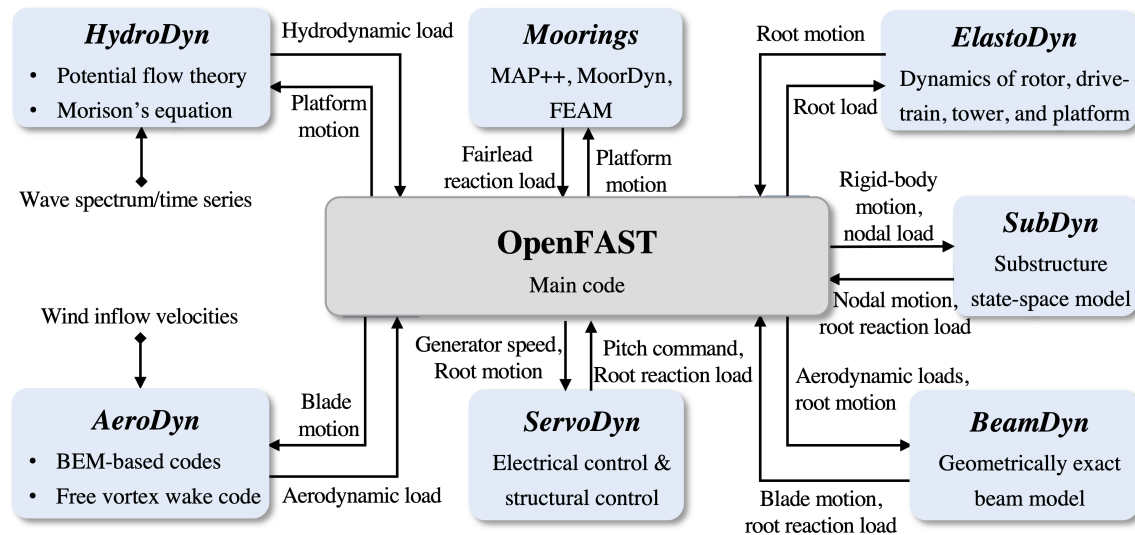 HydroDyn
• Potential flow theory
• Morison's equation
Hydrodynamic load
Platform
motion
Wave spectrum/time series
Moorings
MAP++, MoorDyn,
FEAM
Fairlead
reaction load
Platform
motion
Root motion
Root load
ElastoDyn
Dynamics of rotor, drive-
train, tower, and platform
OpenFAST
Main code
Rigid-body
motion,
nodal load
SubDyn
Substructure
state-space model
Nodal motion,
root reaction load
Wind inflow velocities
AeroDyn
• BEM-based codes
• Free vortex wake code
Blade
motion
Aerodynamic load
Generator speed,
Root motion
Pitch command,
Root reaction load
ServoDyn
Electrical control &
structural control
Aerodynamic loads,
root motion
Blade motion,
root reaction load
BeamDyn
Geometrically exact
beam model